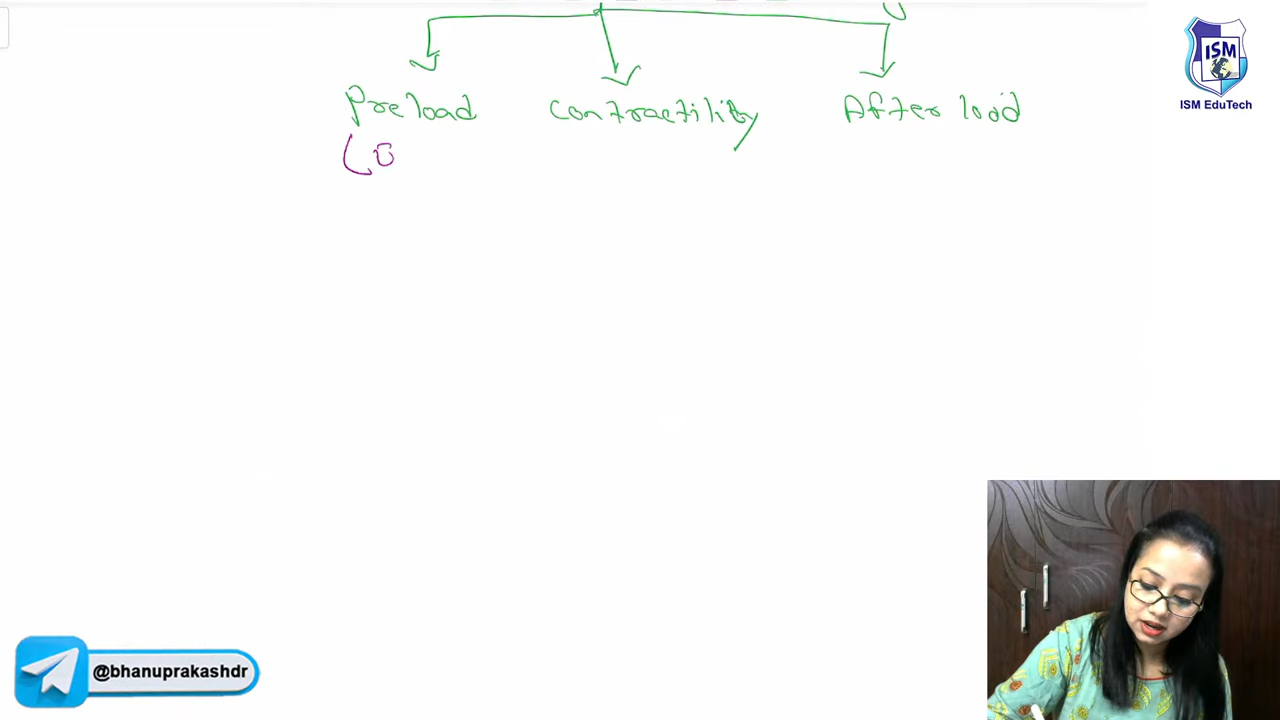 ISM
ISM EduTech
Preload contractility After load
@bhanuprakashdr